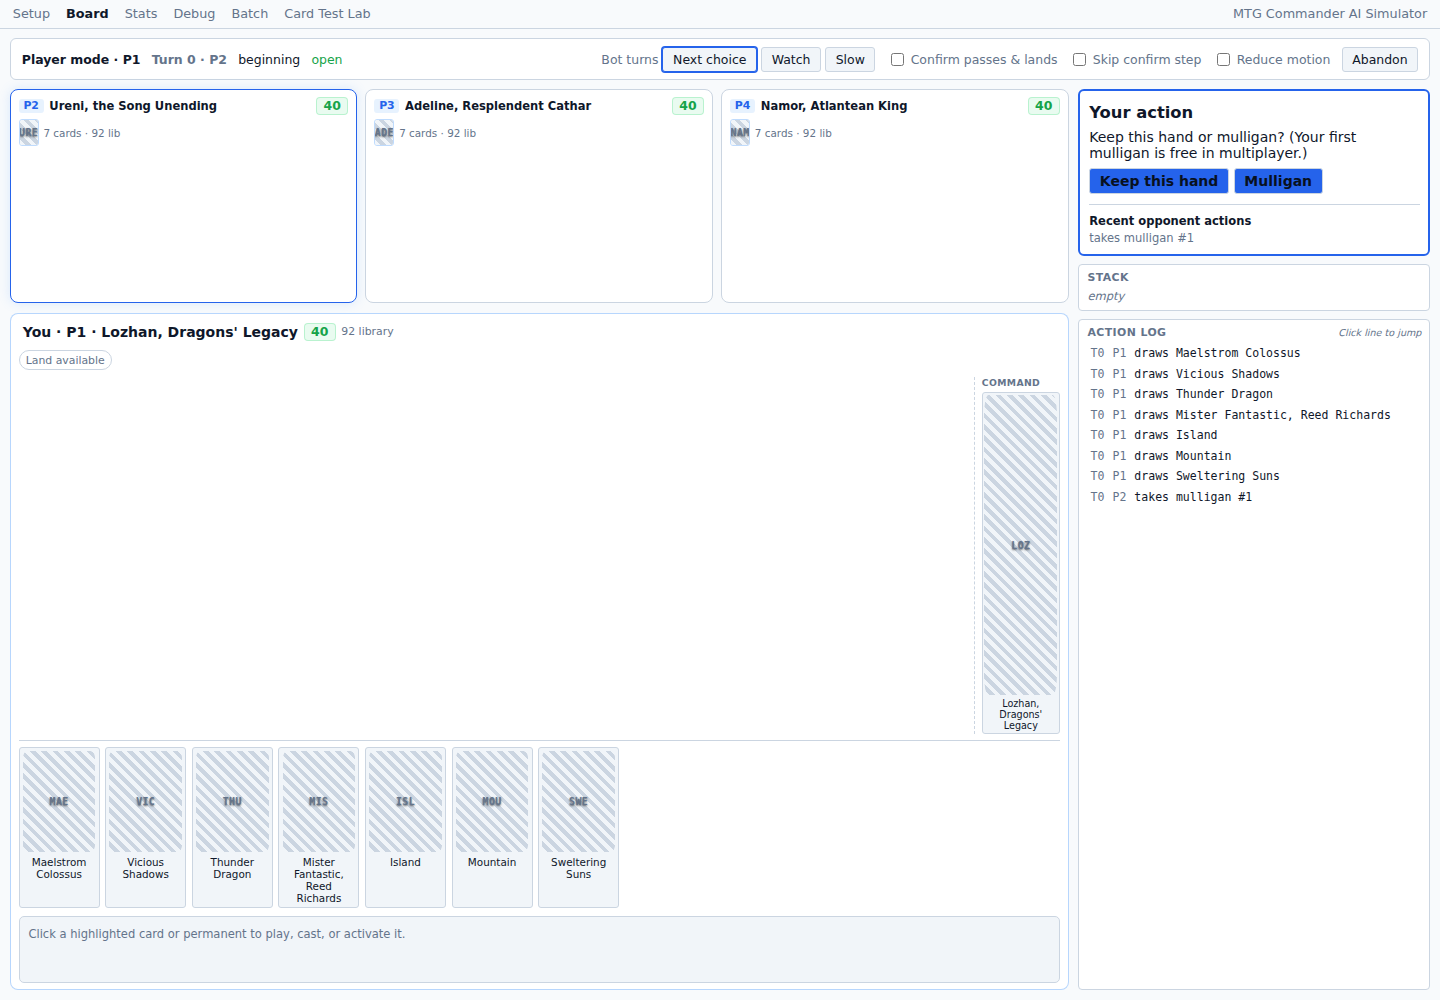 Setup Board Stats Debug Batch Card Test Lab MTG Commander AI Simulator
Player mode · P1 Turn 0 · P2 beginning open Bot turns Next choice Watch Slow Confirm passes & lands Skip confirm step Reduce motion Abandon
P2 Ureni, the Song Unending 40
URE 7 cards · 92 lib
P3 Adeline, Resplendent Cathar 40
ADE 7 cards · 92 lib
P4 Namor, Atlantean King 40
NAM 7 cards · 92 lib
Your action
Keep this hand or mulligan? (Your first
mulligan is free in multiplayer.)
Keep this hand Mulligan
Recent opponent actions
takes mulligan #1
STACK
empty
ACTION LOG Click line to jump
T0 P1 draws Maelstrom Colossus
T0 P1 draws Vicious Shadows
T0 P1 draws Thunder Dragon
T0 P1 draws Mister Fantastic, Reed Richards
T0 P1 draws Island
T0 P1 draws Mountain
T0 P1 draws Sweltering Suns
T0 P2 takes mulligan #1
You · P1 · Lozhan, Dragons' Legacy 40 92 library
Land available
COMMAND
LOZ
Lozhan,
Dragons'
Legacy
MAE
Maelstrom
Colossus
VIC
Vicious
Shadows
THU
Thunder
Dragon
MIS
Mister
Fantastic,
Reed
Richards
ISL
Island
MOU
Mountain
SWE
Sweltering
Suns
Click a highlighted card or permanent to play, cast, or activate it.